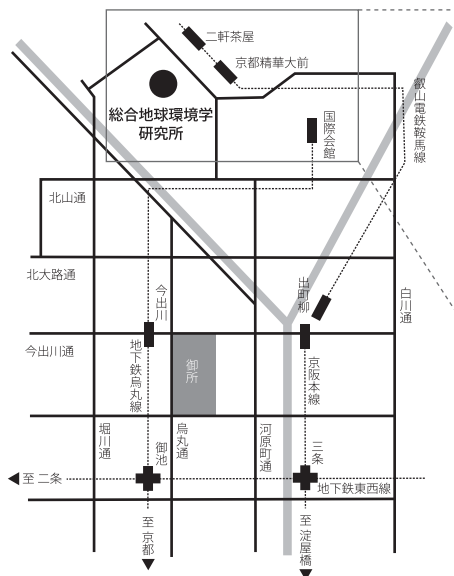 二軒茶屋
京都精華大前
総合地球環境学
研究所
国際会館
叡山電鉄鞍馬線
北山通
北大路通
今出川
出町柳
白川通
今出川通
地下鉄烏丸線
御所
京阪本線
堀川通
御池
烏丸通
河原町通
三条
至 二条
地下鉄東西線
至 京都
至 淀屋橋